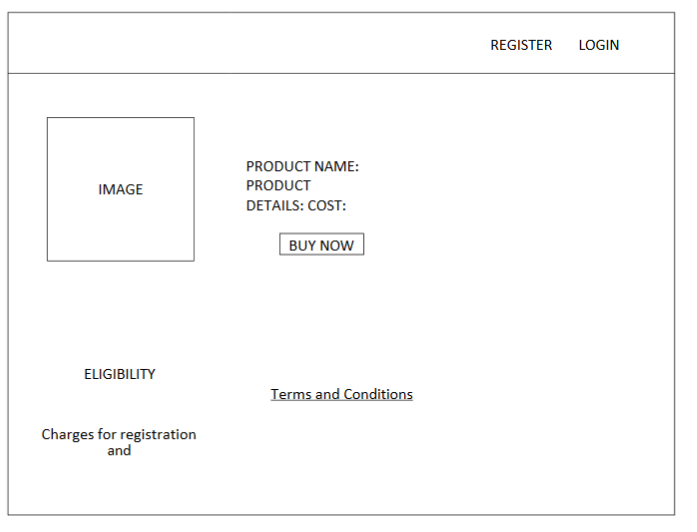 REGISTER LOGIN
IMAGE
PRODUCT NAME:
PRODUCT
DETAILS: COST:
BUY NOW
ELIGIBILITY
Terms and Conditions
Charges for registration
and